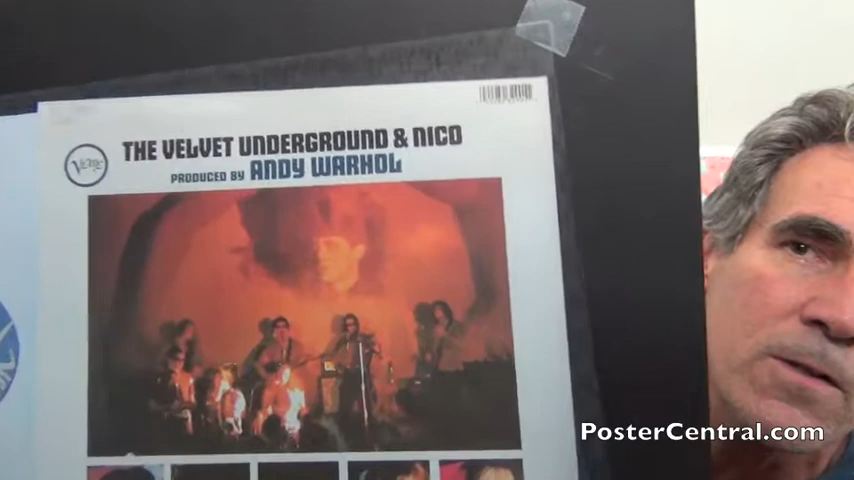 THE VELVET UNDERGROUND & NICO
Verve
PRODUCED BY ANDY WARHOL
PosterCentral.com